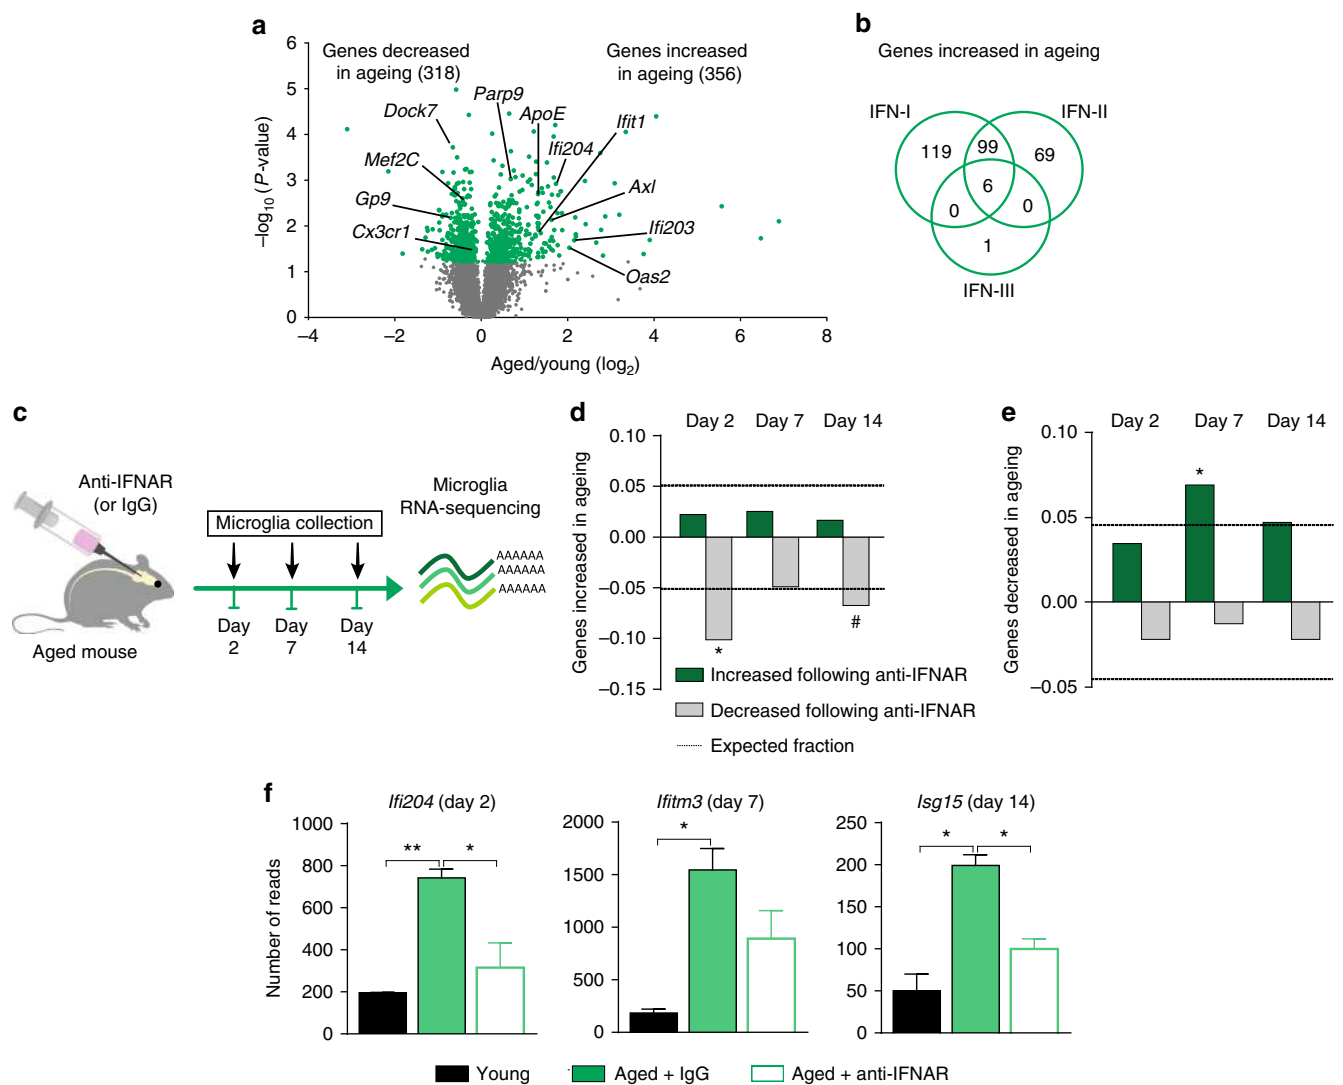 a
Genes decreased
in ageing (318)
Genes increased
in ageing (356)
–log10 (P-value)
6
5
4
3
2
1
0
–4
–2
0
2
4
6
8
Aged/young (log2)
Dock7
Parp9
ApoE
Ifit1
Mef2C
Ifi204
Gp9
Axl
Cx3cr1
Ifi203
Oas2
b
Genes increased in ageing
IFN-I
IFN-II
119
99
69
6
0
0
1
IFN-III
c
Anti-IFNAR
(or IgG)
Microglia collection
Microglia
RNA-sequencing
AAAAAA
AAAAAA
AAAAAA
Day
2
Day
7
Day
14
Aged mouse
d
Day 2
Day 7
Day 14
Genes increased in ageing
0.10
0.05
0.00
–0.05
–0.10
–0.15
*
#
Increased following anti-IFNAR
Decreased following anti-IFNAR
Expected fraction
e
Day 2
Day 7
Day 14
Genes decreased in ageing
0.10
0.05
0.00
–0.05
*
f
Ifi204 (day 2)
Number of reads
1000
800
600
400
200
0
**
*
Ifitm3 (day 7)
2000
1500
1000
500
0
*
Isg15 (day 14)
250
200
150
100
50
0
*
*
Young
Aged + IgG
Aged + anti-IFNAR